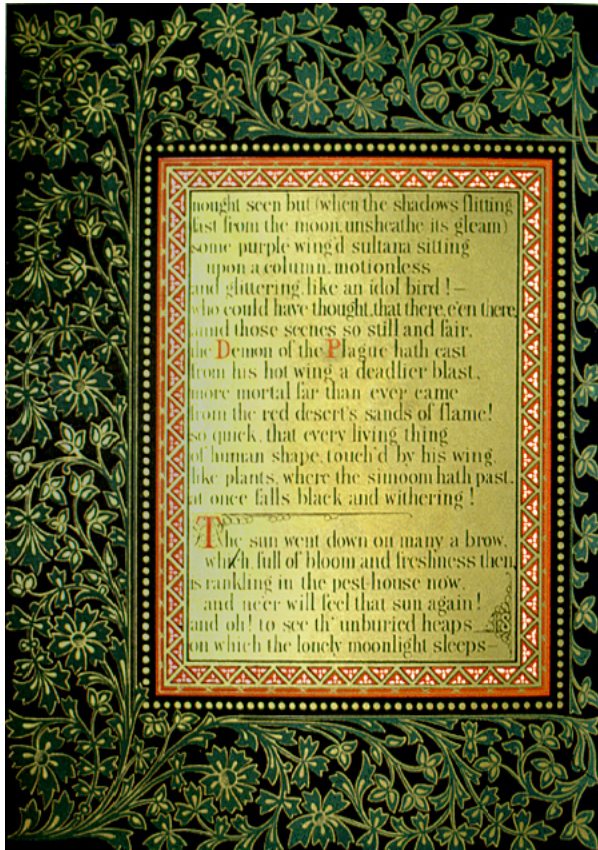 nought seen but (when the shadows flitting
fast from the moon, unsheathe its gleam)
some purple wing'd sultana sitting
upon a column, motionless
and glittering, like an idol bird! —
who could have thought, that there, e'en there,
amid those scenes so still and fair,
the Demon of the Plague hath cast
from his hot wing a deadlier blast,
more mortal far than ever came
from the red desert's sands of flame!
so quick, that every living thing
of human shape, touch'd by his wing,
like plants, where the simoom hath past,
at once falls black and withering!
The sun went down on many a brow,
which, full of bloom and freshness then,
is rankling in the pest-house now,
and ne'er will feel that sun again!
and oh! to see th' unburied heaps
on which the lonely moonlight sleeps—